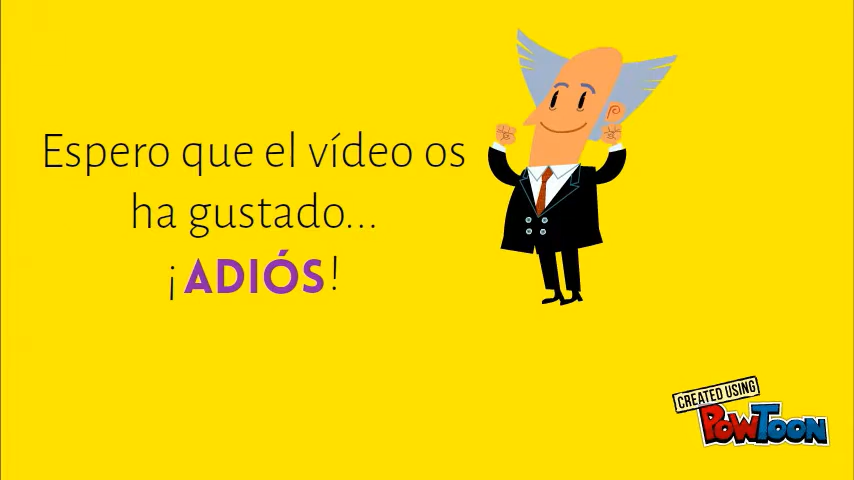 Espero que el vídeo os
ha gustado...
¡ADIÓS!
CREATED USING
POWTOON